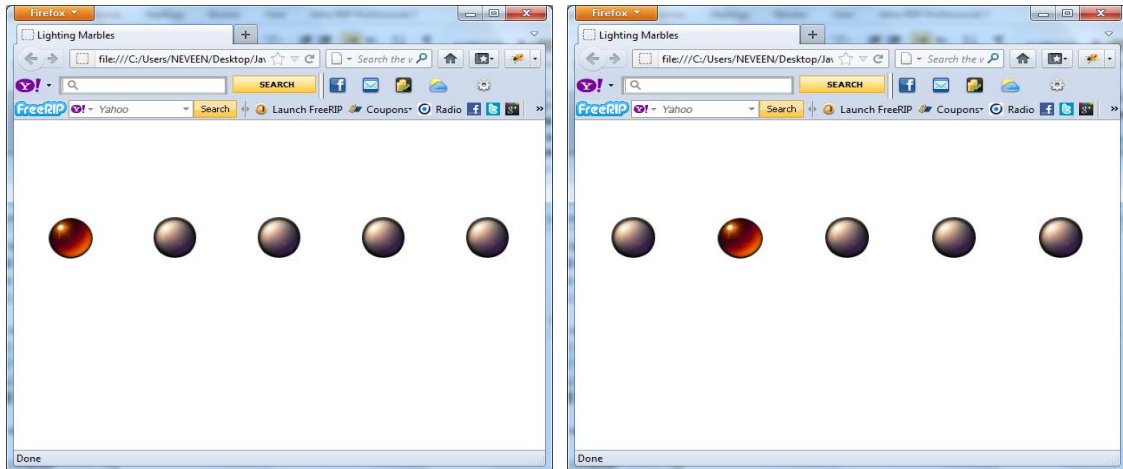 Firefox
Lighting Marbles
file:///C:/Users/NEVEEN/Desktop/Jav
Search the v
Y!
SEARCH
FreeRIP Y! Yahoo Search Launch FreeRIP Coupons Radio »
Done
Firefox
Lighting Marbles
file:///C:/Users/NEVEEN/Desktop/Jav
Search the v
Y!
SEARCH
FreeRIP Y! Yahoo Search Launch FreeRIP Coupons Radio »
Done